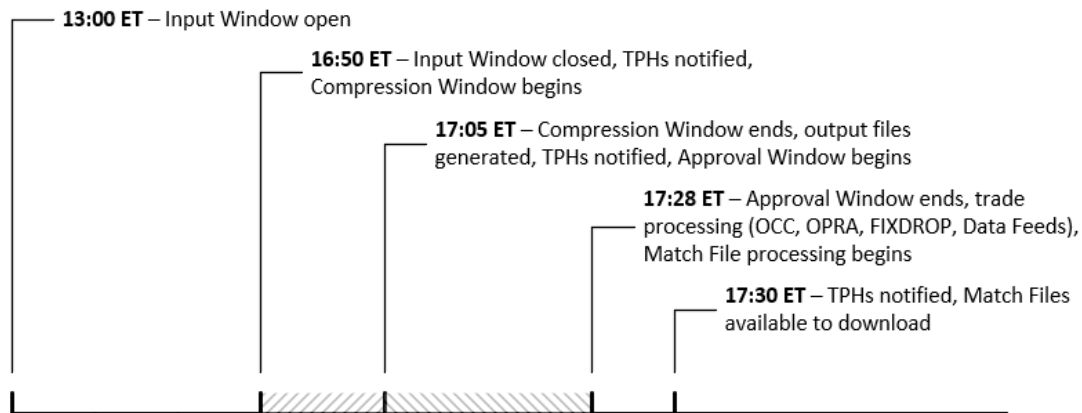 13:00 ET – Input Window open
16:50 ET – Input Window closed, TPHs notified,
Compression Window begins
17:05 ET – Compression Window ends, output files
generated, TPHs notified, Approval Window begins
17:28 ET – Approval Window ends, trade
processing (OCC, OPRA, FIXDROP, Data Feeds),
Match File processing begins
17:30 ET – TPHs notified, Match Files
available to download